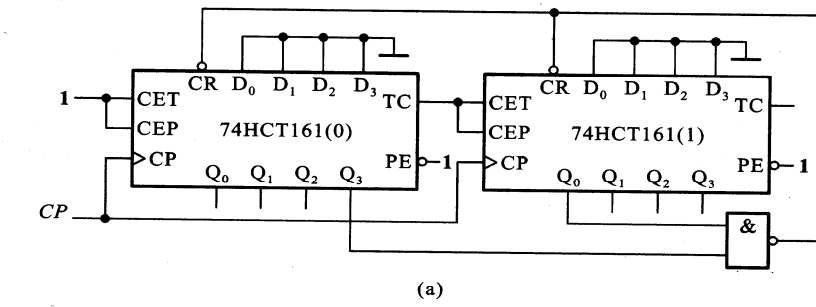 CR D₀ D₁ D₂ D₃ CR D₀ D₁ D₂ D₃
1 CET TC CET TC
CEP 74HCT161(0) CEP 74HCT161(1)
CP PE 1 CP PE 1
Q₀ Q₁ Q₂ Q₃ Q₀ Q₁ Q₂ Q₃
CP &
(a)